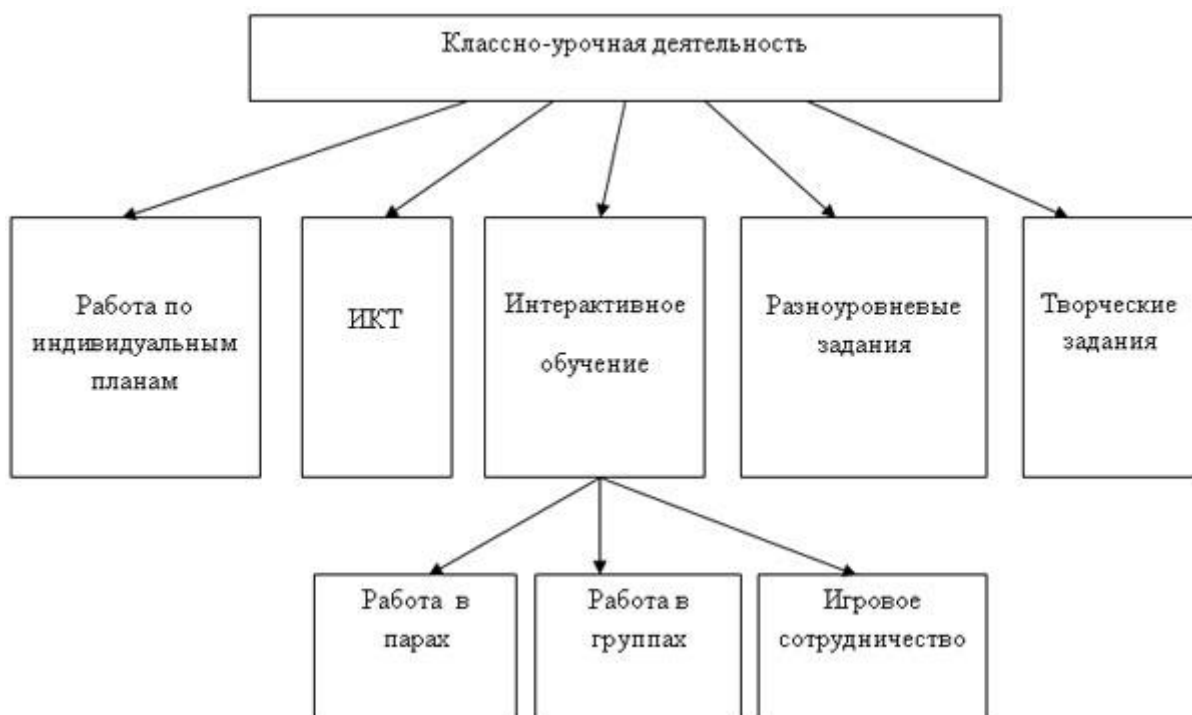 Классно-урочная деятельность
Работа по
индивидуальным
планам
ИКТ
Интерактивное
обучение
Разноуровневые
задания
Творческие
задания
Работа в
парах
Работа в
группах
Игровое
сотрудничество